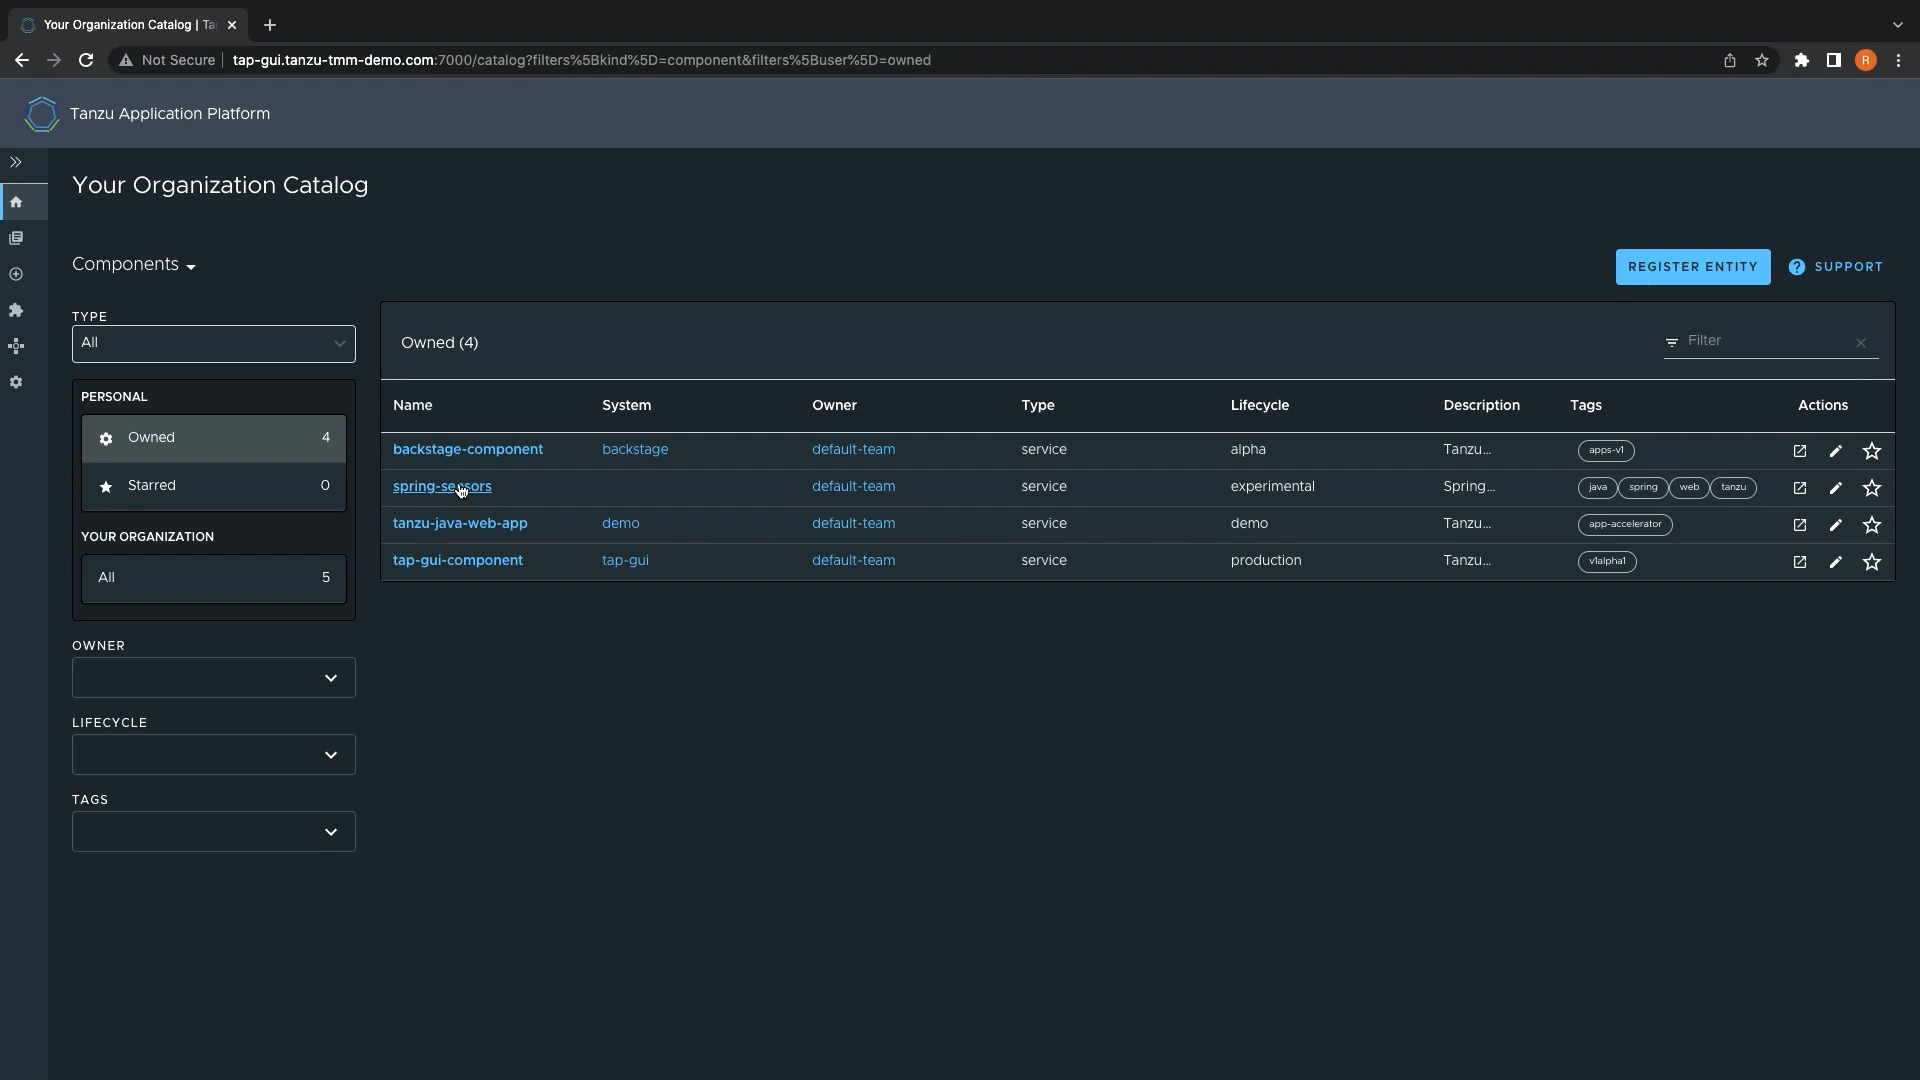 Your Organization Catalog | Ta
Not Secure | tap-gui.tanzu-tmm-demo.com:7000/catalog?filters%5Bkind%5D=component&filters%5Buser%5D=owned
R
Tanzu Application Platform
Your Organization Catalog
Components
REGISTER ENTITY
SUPPORT
TYPE
All
PERSONAL
Owned 4
Starred 0
YOUR ORGANIZATION
All 5
OWNER
LIFECYCLE
TAGS
Owned (4)
Filter
Name System Owner Type Lifecycle Description Tags Actions
backstage-component backstage default-team service alpha Tanzu... apps-v1
spring-sensors default-team service experimental Spring... java spring web tanzu
tanzu-java-web-app demo default-team service demo Tanzu... app-accelerator
tap-gui-component tap-gui default-team service production Tanzu... v1alpha1